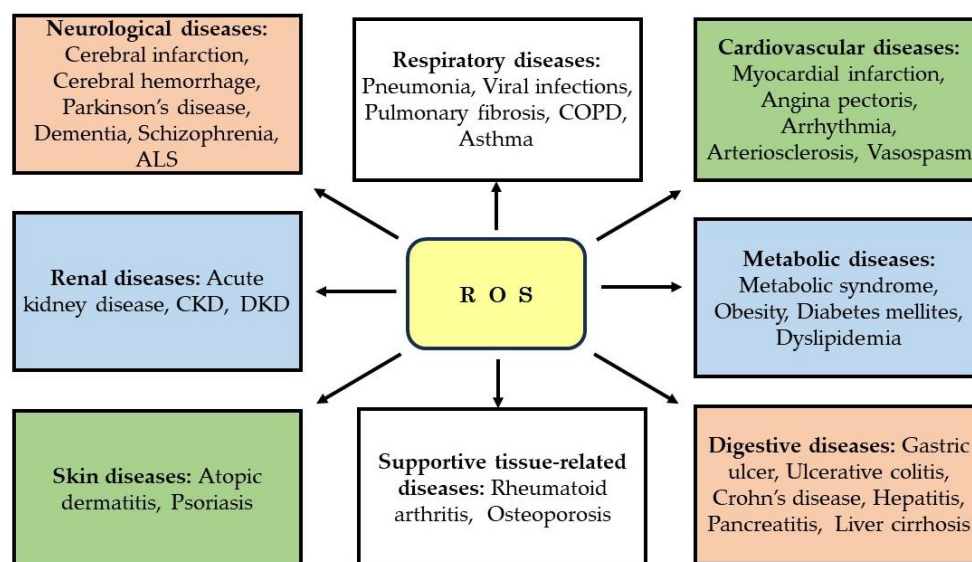 Neurological diseases:
Cerebral infarction,
Cerebral hemorrhage,
Parkinson’s disease,
Dementia, Schizophrenia,
ALS
Respiratory diseases:
Pneumonia, Viral infections,
Pulmonary fibrosis, COPD,
Asthma
Cardiovascular diseases:
Myocardial infarction,
Angina pectoris,
Arrhythmia,
Arteriosclerosis, Vasospasm
Renal diseases: Acute
kidney disease, CKD, DKD
R O S
Metabolic diseases:
Metabolic syndrome,
Obesity, Diabetes mellites,
Dyslipidemia
Skin diseases: Atopic
dermatitis, Psoriasis
Supportive tissue-related
diseases: Rheumatoid
arthritis, Osteoporosis
Digestive diseases: Gastric
ulcer, Ulcerative colitis,
Crohn’s disease, Hepatitis,
Pancreatitis, Liver cirrhosis